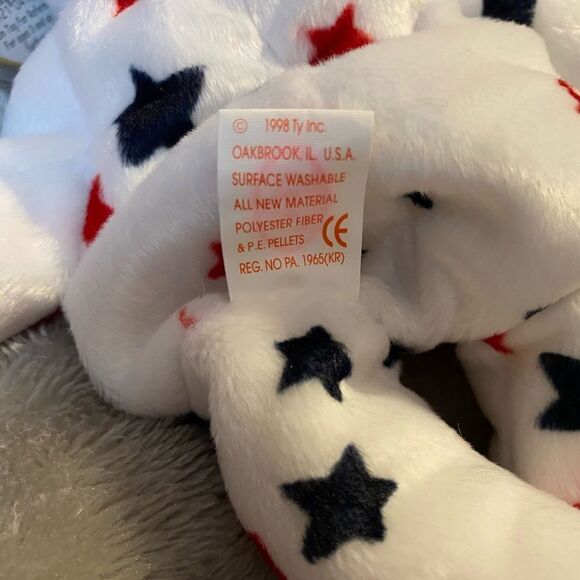 © 1998 Ty Inc.
OAKBROOK, IL. U.S.A.
SURFACE WASHABLE
ALL NEW MATERIAL
POLYESTER FIBER
& P.E. PELLETS CE
REG. NO PA. 1965(KR)